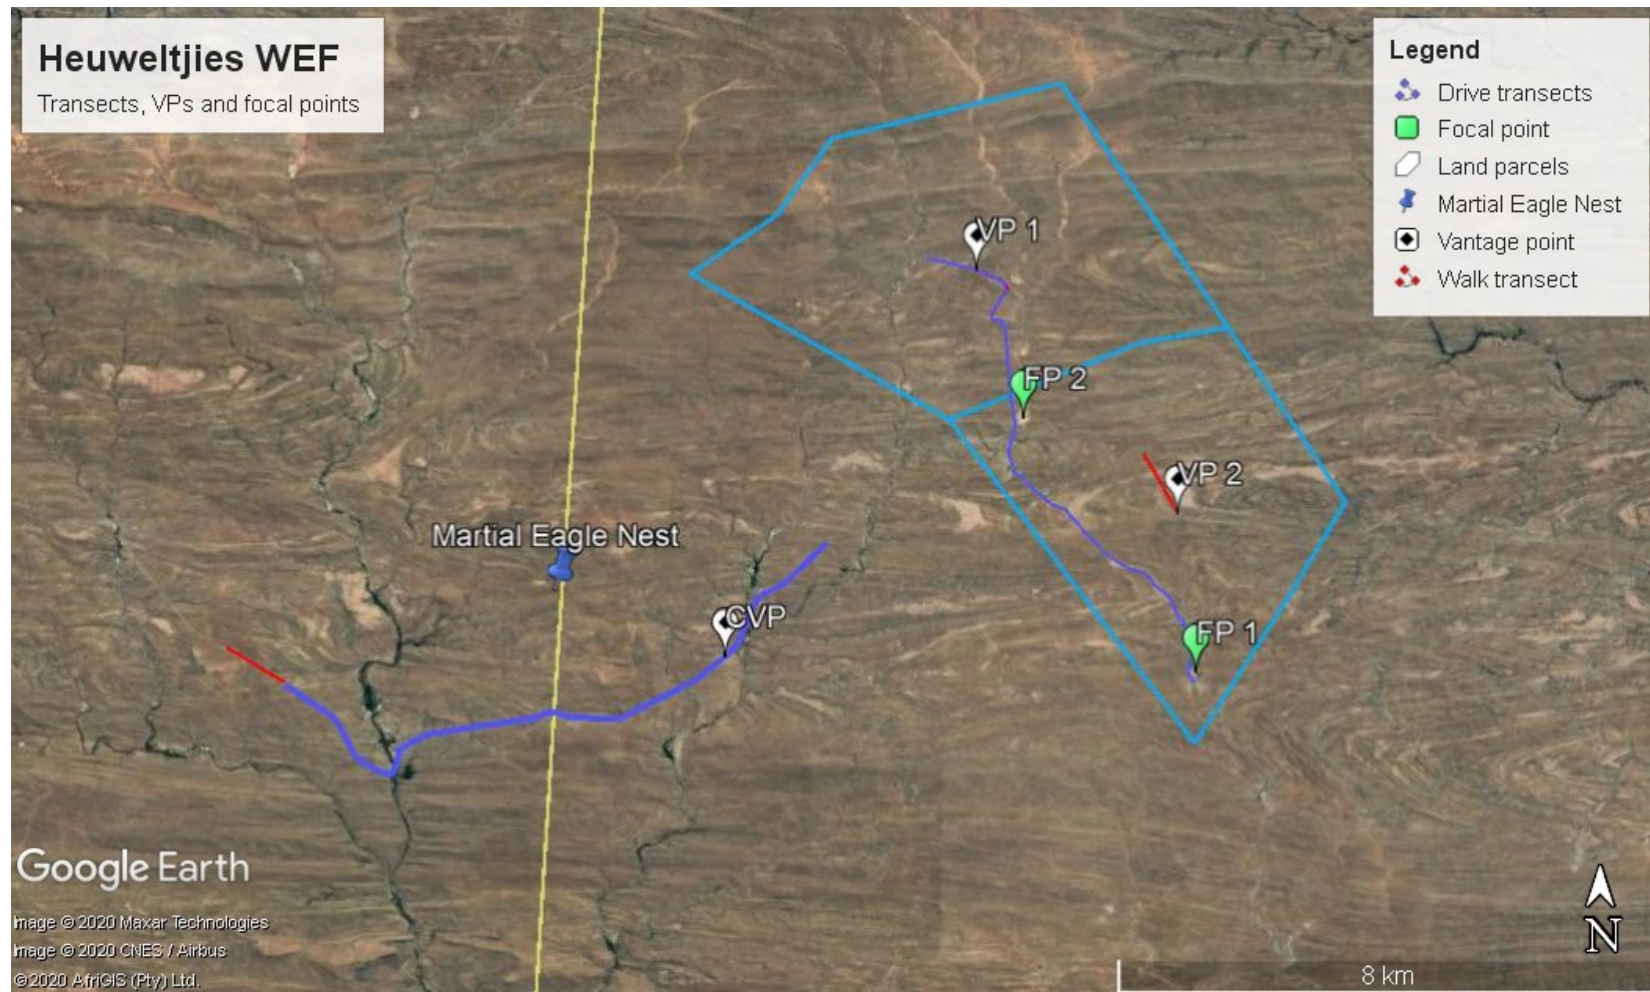 Heuweltjies WEF
Transects, VPs and focal points
Legend
Drive transects
Focal point
Land parcels
Martial Eagle Nest
Vantage point
Walk transect
VP 1
FP 2
VP 2
Martial Eagle Nest
CVP
FP 1
Google Earth
Image © 2020 Maxar Technologies
Image © 2020 CNES / Airbus
© 2020 AfriGIS (Pty) Ltd.
N
8 km